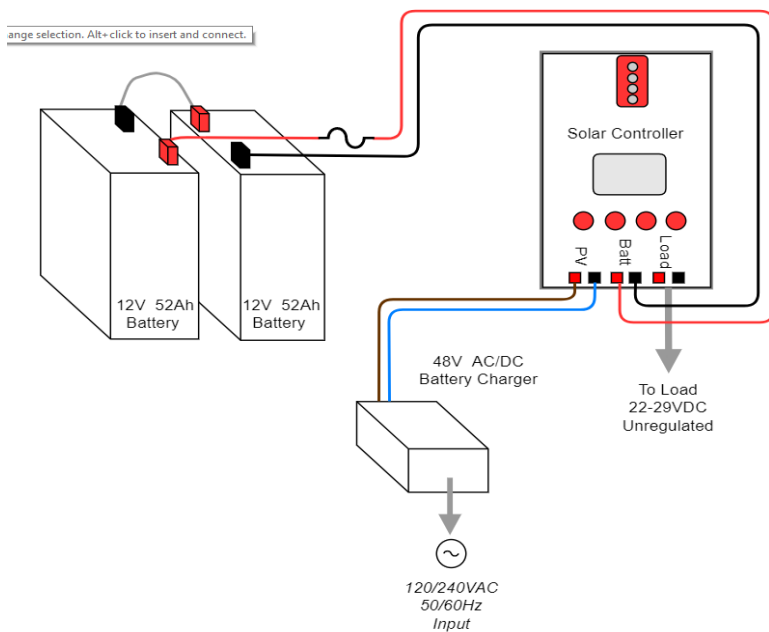 ange selection. Alt+click to insert and connect.
Solar Controller
PV
Batt
Load
12V 52Ah
Battery
12V 52Ah
Battery
48V AC/DC
Battery Charger
To Load
22-29VDC
Unregulated
120/240VAC
50/60Hz
Input